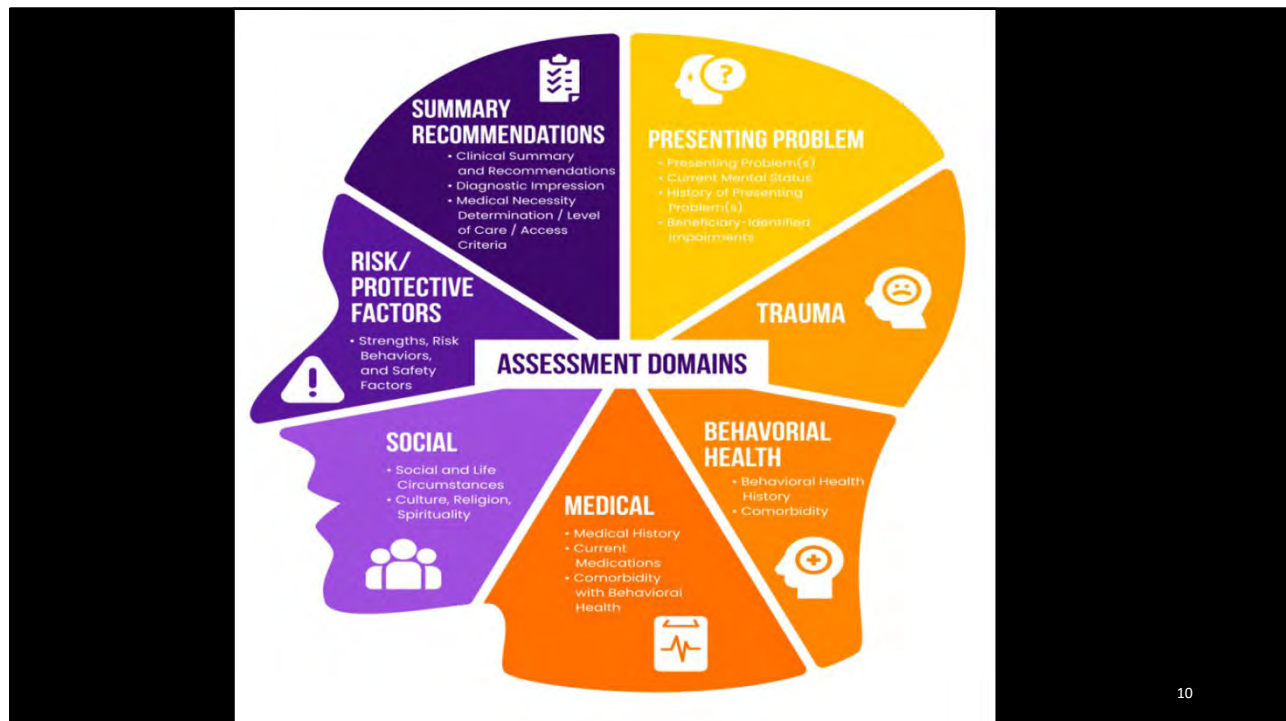 SUMMARY
RECOMMENDATIONS
• Clinical Summary
and Recommendations
• Diagnostic Impression
• Medical Necessity
Determination / Level
of Care / Access
Criteria
?
PRESENTING PROBLEM
• Presenting Problem(s)
• Current Mental Status
• History of Presenting
Problem(s)
• Beneficiary-Identified
Impairments
TRAUMA
RISK/
PROTECTIVE
FACTORS
• Strengths, Risk
Behaviors,
and Safety
Factors
!
ASSESSMENT DOMAINS
SOCIAL
• Social and Life
Circumstances
• Culture, Religion,
Spirituality
MEDICAL
• Medical History
• Current
Medications
• Comorbidity
with Behavioral
Health
BEHAVORIAL
HEALTH
• Behavioral Health
History
• Comorbidity
10